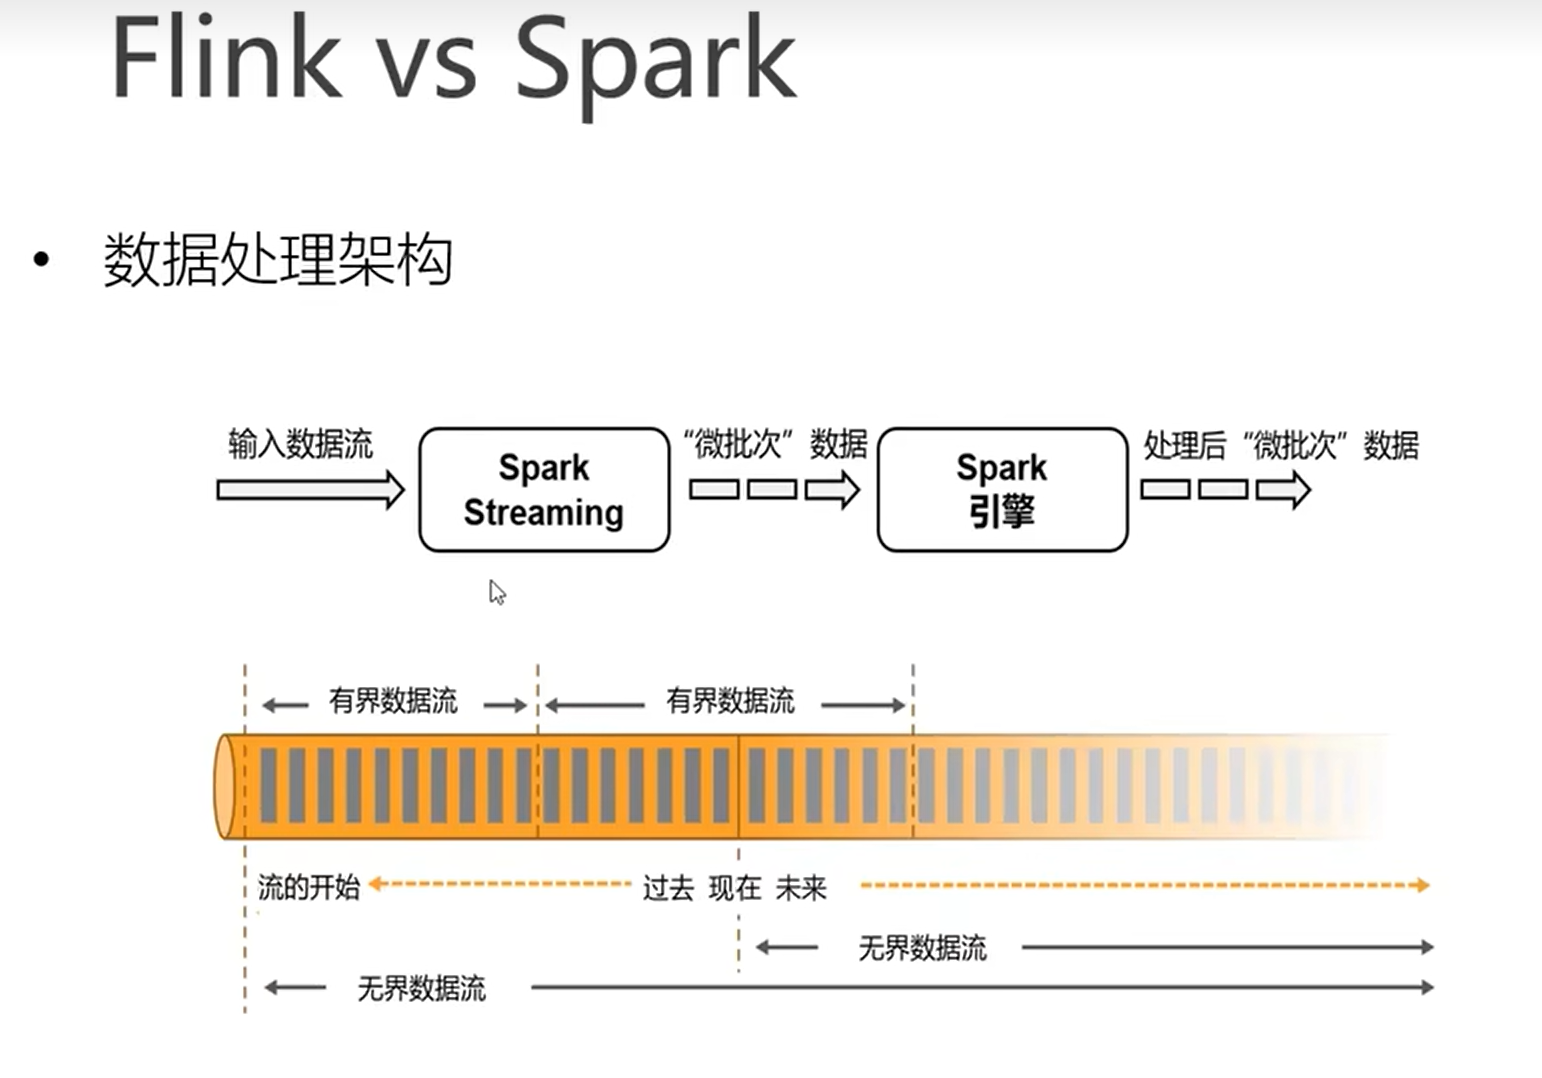 Flink vs Spark
• 数据处理架构
输入数据流
Spark
Streaming
“微批次” 数据
Spark
引擎
处理后 “微批次” 数据
有界数据流
有界数据流
流的开始
过去 现在 未来
无界数据流
无界数据流